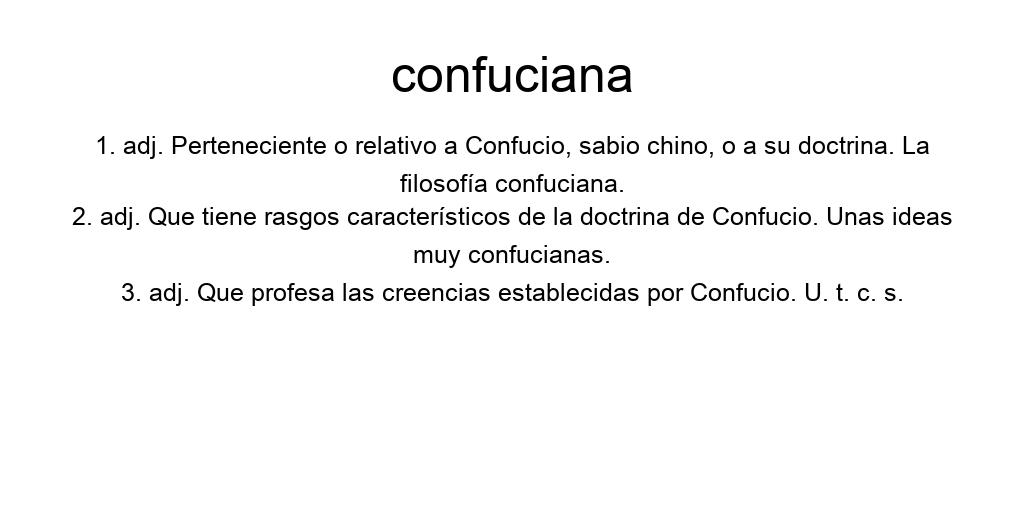 confuciana
1. adj. Perteneciente o relativo a Confucio, sabio chino, o a su doctrina. La
filosofía confuciana.
2. adj. Que tiene rasgos característicos de la doctrina de Confucio. Unas ideas
muy confucianas.
3. adj. Que profesa las creencias establecidas por Confucio. U. t. c. s.